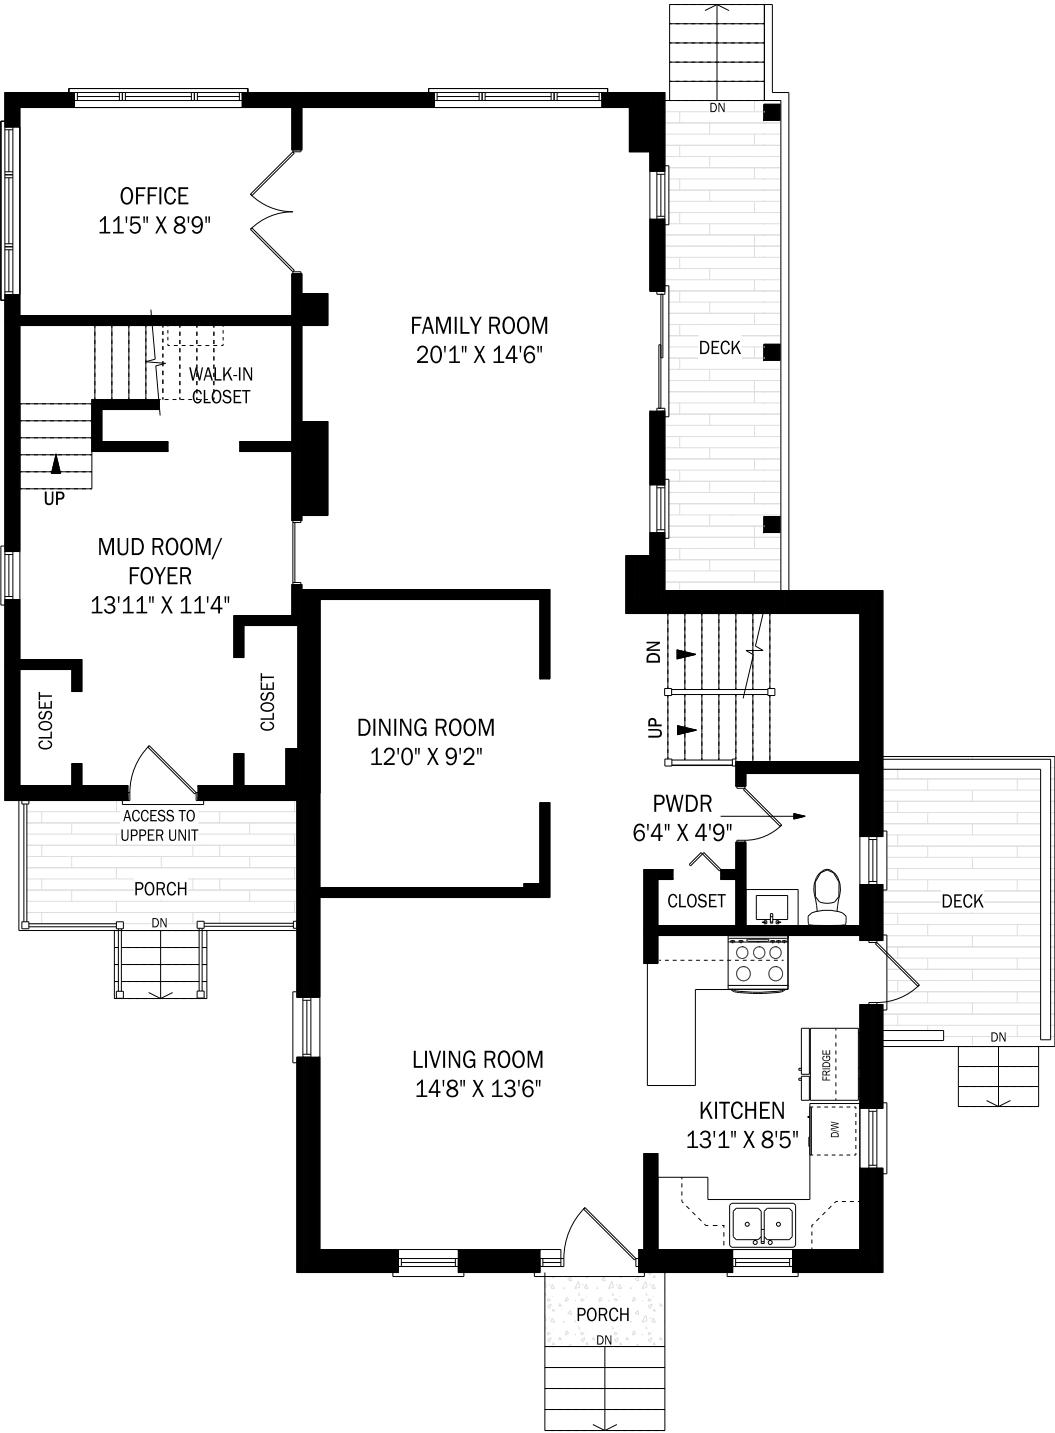 DN
OFFICE
11'5" X 8'9"
FAMILY ROOM
20'1" X 14'6"
DECK
WALK-IN
CLOSET
UP
MUD ROOM/
FOYER
13'11" X 11'4"
CLOSET
CLOSET
DINING ROOM
12'0" X 9'2"
DN
UP
PWDR
6'4" X 4'9"
CLOSET
ACCESS TO
UPPER UNIT
PORCH
DN
DECK
DN
LIVING ROOM
14'8" X 13'6"
KITCHEN
13'1" X 8'5"
FRIDGE
D/W
PORCH
DN